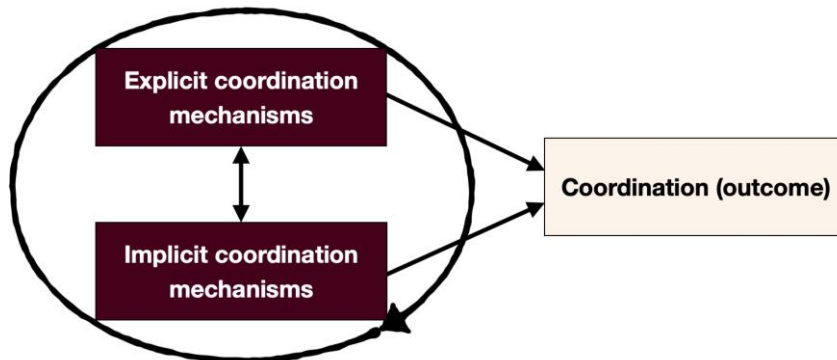 Explicit coordination
mechanisms
Coordination (outcome)
Implicit coordination
mechanisms